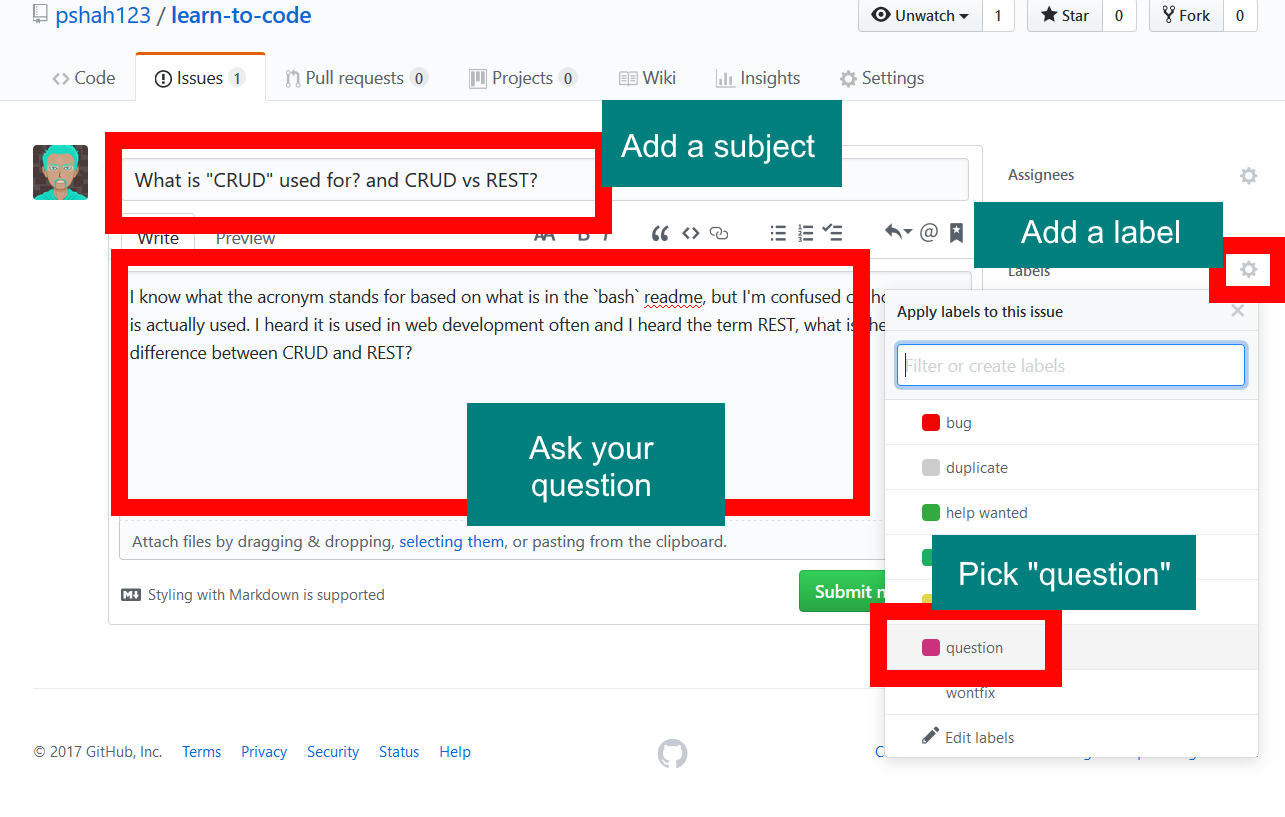 pshah123 / learn-to-code
Unwatch 1 Star 0 Fork 0
Code Issues 1 Pull requests 0 Projects 0 Wiki Insights Settings
Add a subject
What is "CRUD" used for? and CRUD vs REST?
Assignees
Add a label
Write Preview AA B i
Labels
I know what the acronym stands for based on what is in the `bash` readme, but I'm confused
is actually used. I heard it is used in web development often and I heard the term REST, what is
difference between CRUD and REST?
Apply labels to this issue
Filter or create labels
bug
duplicate
help wanted
Ask your
question
Attach files by dragging & dropping, selecting them, or pasting from the clipboard.
Pick "question"
Styling with Markdown is supported
Submit
question
wontfix
Edit labels
© 2017 GitHub, Inc. Terms Privacy Security Status Help